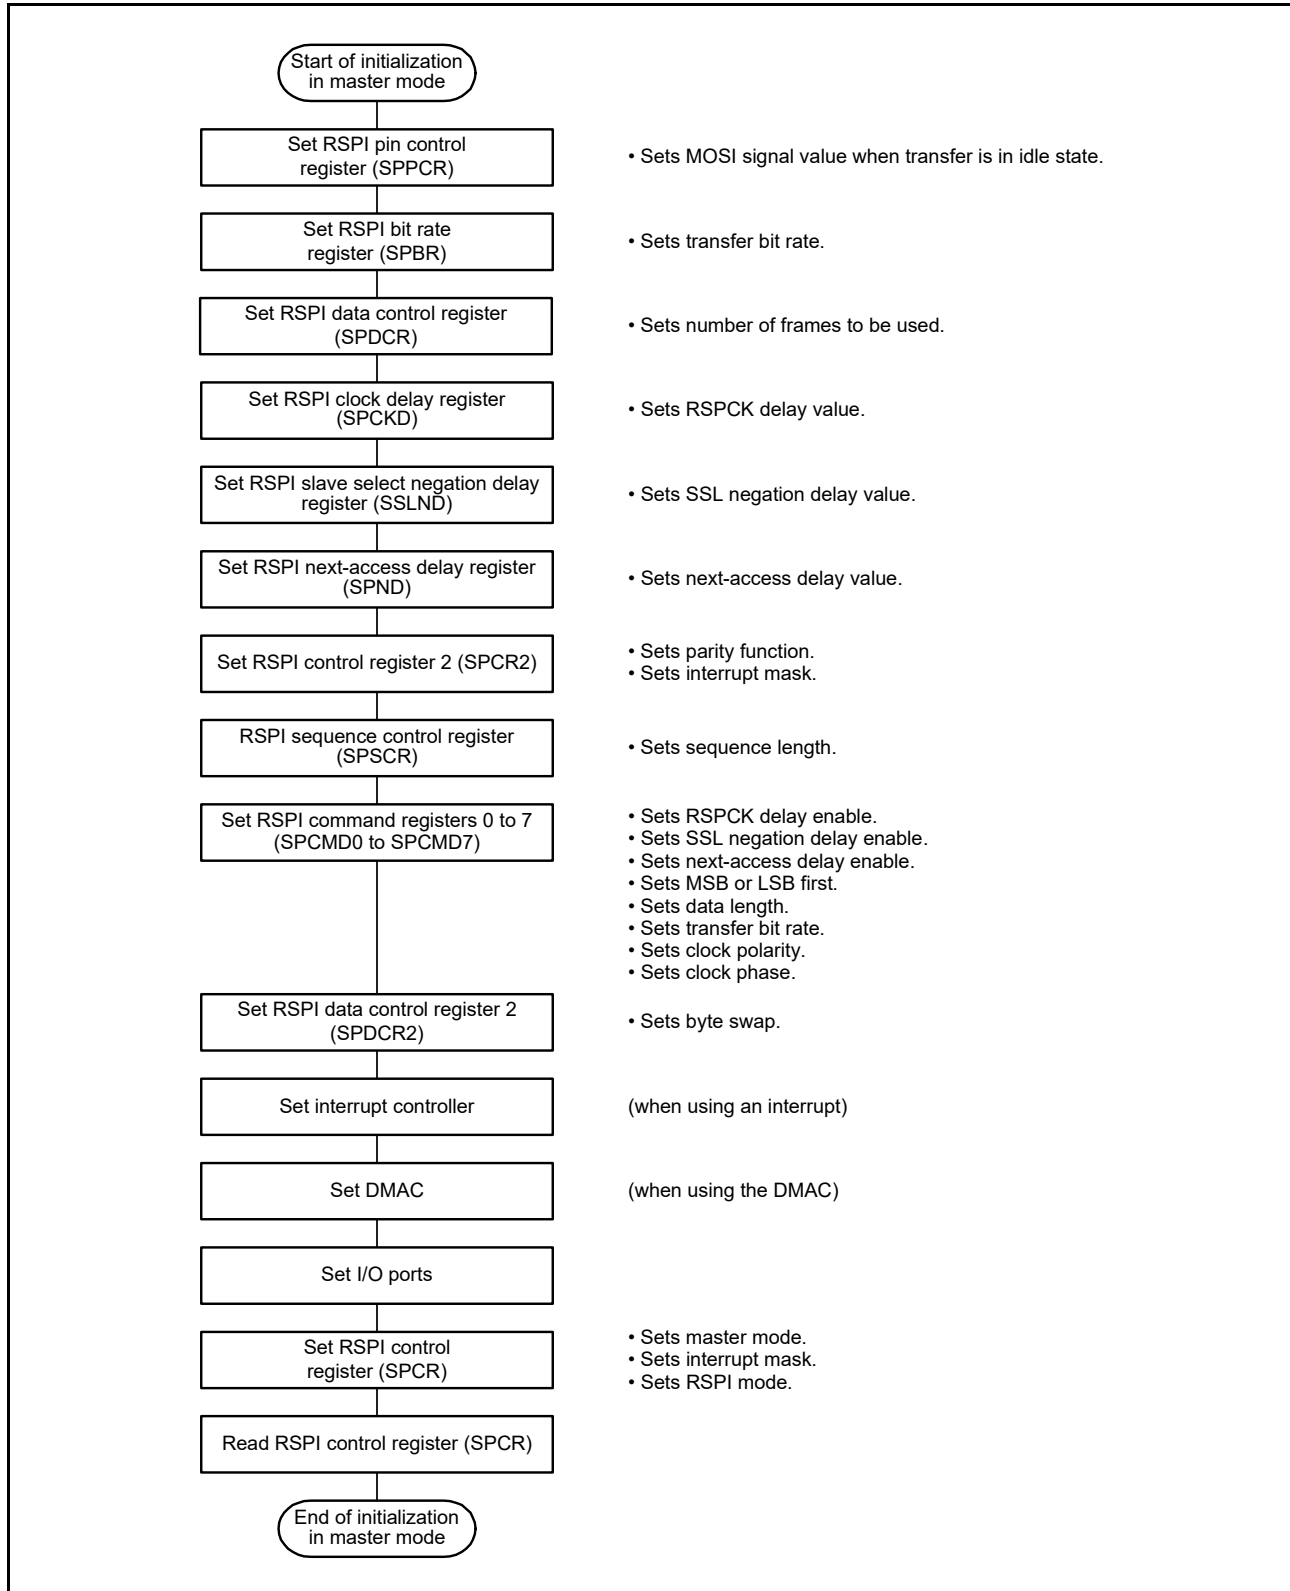 Start of initialization
in master mode
Set RSPI pin control
register (SPPCR)
• Sets MOSI signal value when transfer is in idle state.
Set RSPI bit rate
register (SPBR)
• Sets transfer bit rate.
Set RSPI data control register
(SPDCR)
• Sets number of frames to be used.
Set RSPI clock delay register
(SPCKD)
• Sets RSPCK delay value.
Set RSPI slave select negation delay
register (SSLND)
• Sets SSL negation delay value.
Set RSPI next-access delay register
(SPND)
• Sets next-access delay value.
Set RSPI control register 2 (SPCR2)
• Sets parity function.
• Sets interrupt mask.
RSPI sequence control register
(SPSCR)
• Sets sequence length.
Set RSPI command registers 0 to 7
(SPCMD0 to SPCMD7)
• Sets RSPCK delay enable.
• Sets SSL negation delay enable.
• Sets next-access delay enable.
• Sets MSB or LSB first.
• Sets data length.
• Sets transfer bit rate.
• Sets clock polarity.
• Sets clock phase.
Set RSPI data control register 2
(SPDCR2)
• Sets byte swap.
Set interrupt controller
(when using an interrupt)
Set DMAC
(when using the DMAC)
Set I/O ports
Set RSPI control
register (SPCR)
• Sets master mode.
• Sets interrupt mask.
• Sets RSPI mode.
Read RSPI control register (SPCR)
End of initialization
in master mode